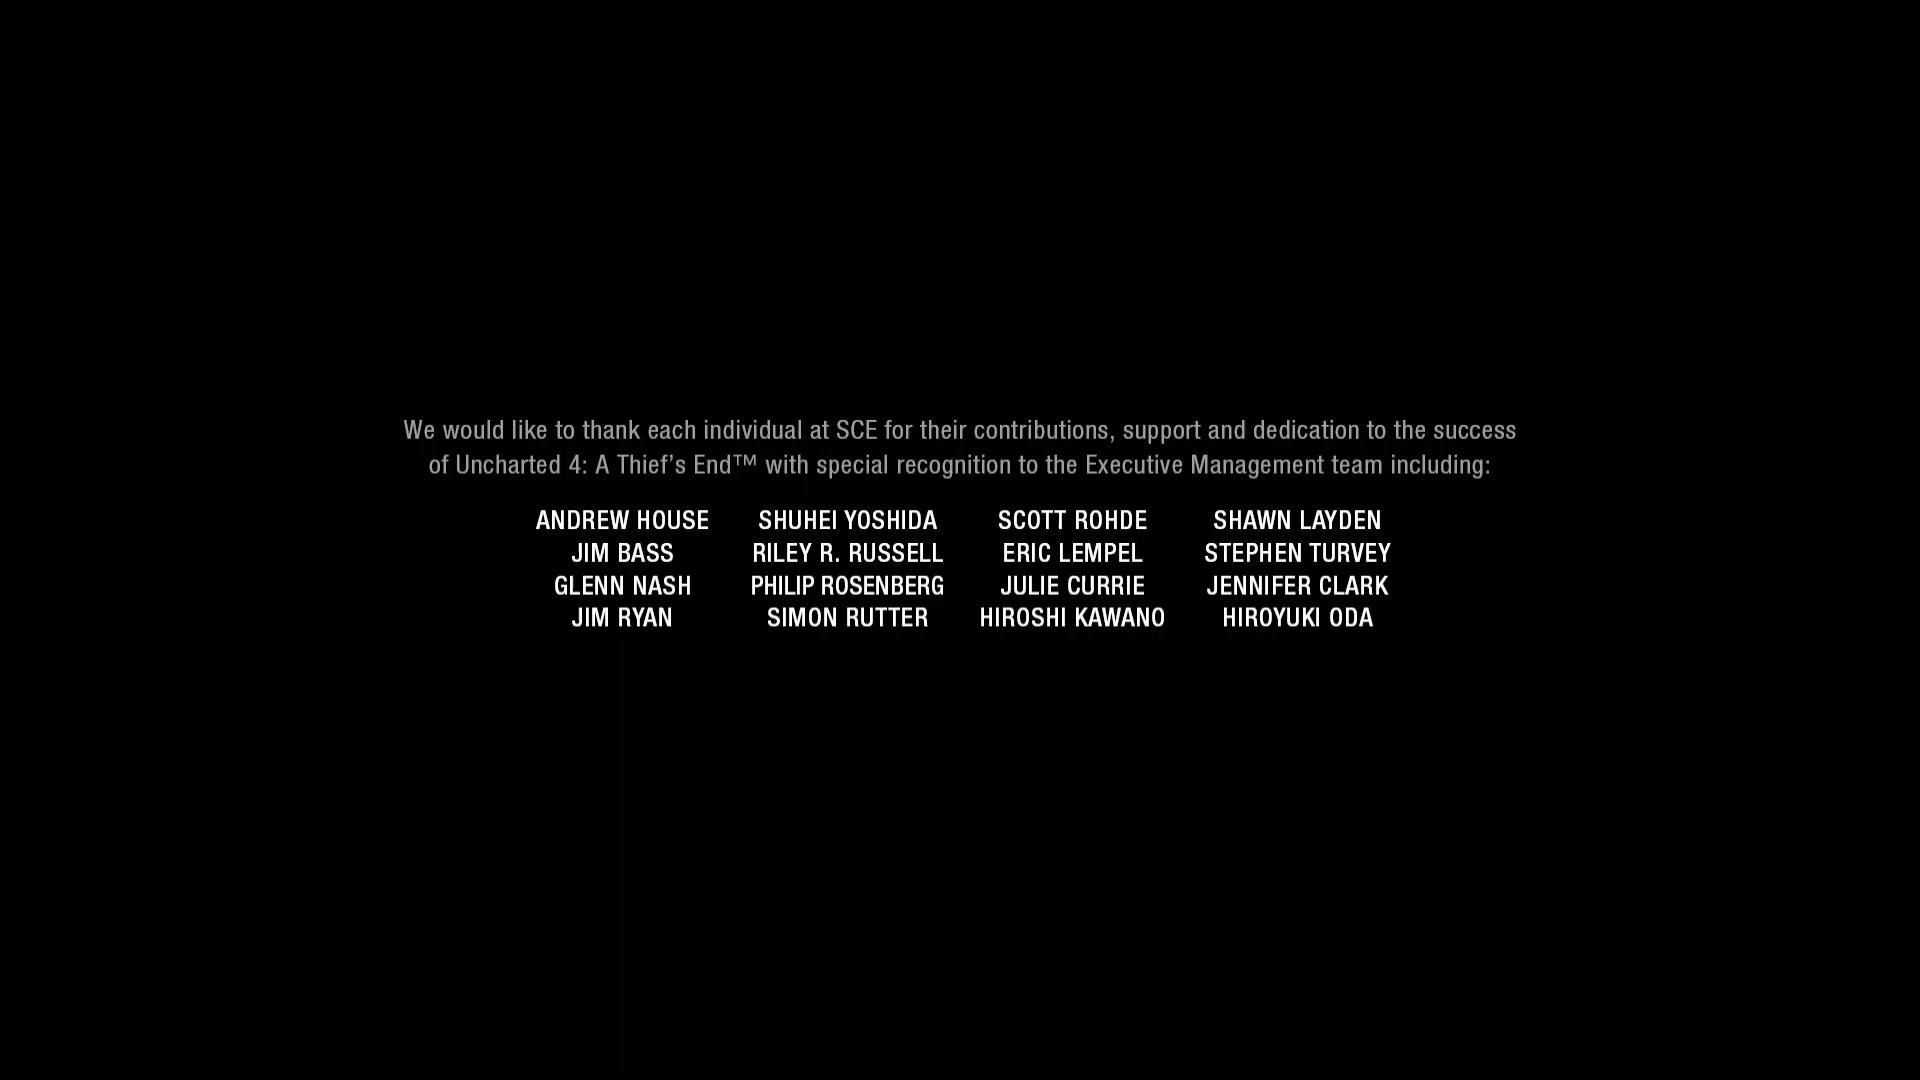 We would like to thank each individual at SCE for their contributions, support and dedication to the success
of Uncharted 4: A Thief’s End™ with special recognition to the Executive Management team including:
ANDREW HOUSE SHUHEI YOSHIDA SCOTT ROHDE SHAWN LAYDEN
JIM BASS RILEY R. RUSSELL ERIC LEMPEL STEPHEN TURVEY
GLENN NASH PHILIP ROSENBERG JULIE CURRIE JENNIFER CLARK
JIM RYAN SIMON RUTTER HIROSHI KAWANO HIROYUKI ODA